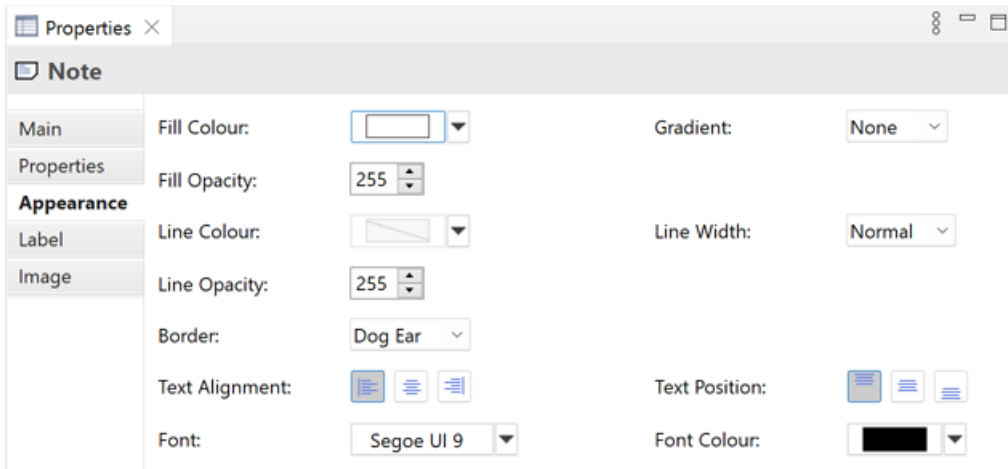 Properties
Note
Main
Properties
Appearance
Label
Image
Fill Colour:
Gradient: None
Fill Opacity: 255
Line Colour:
Line Width: Normal
Line Opacity: 255
Border: Dog Ear
Text Alignment:
Text Position:
Font: Segoe UI 9
Font Colour: